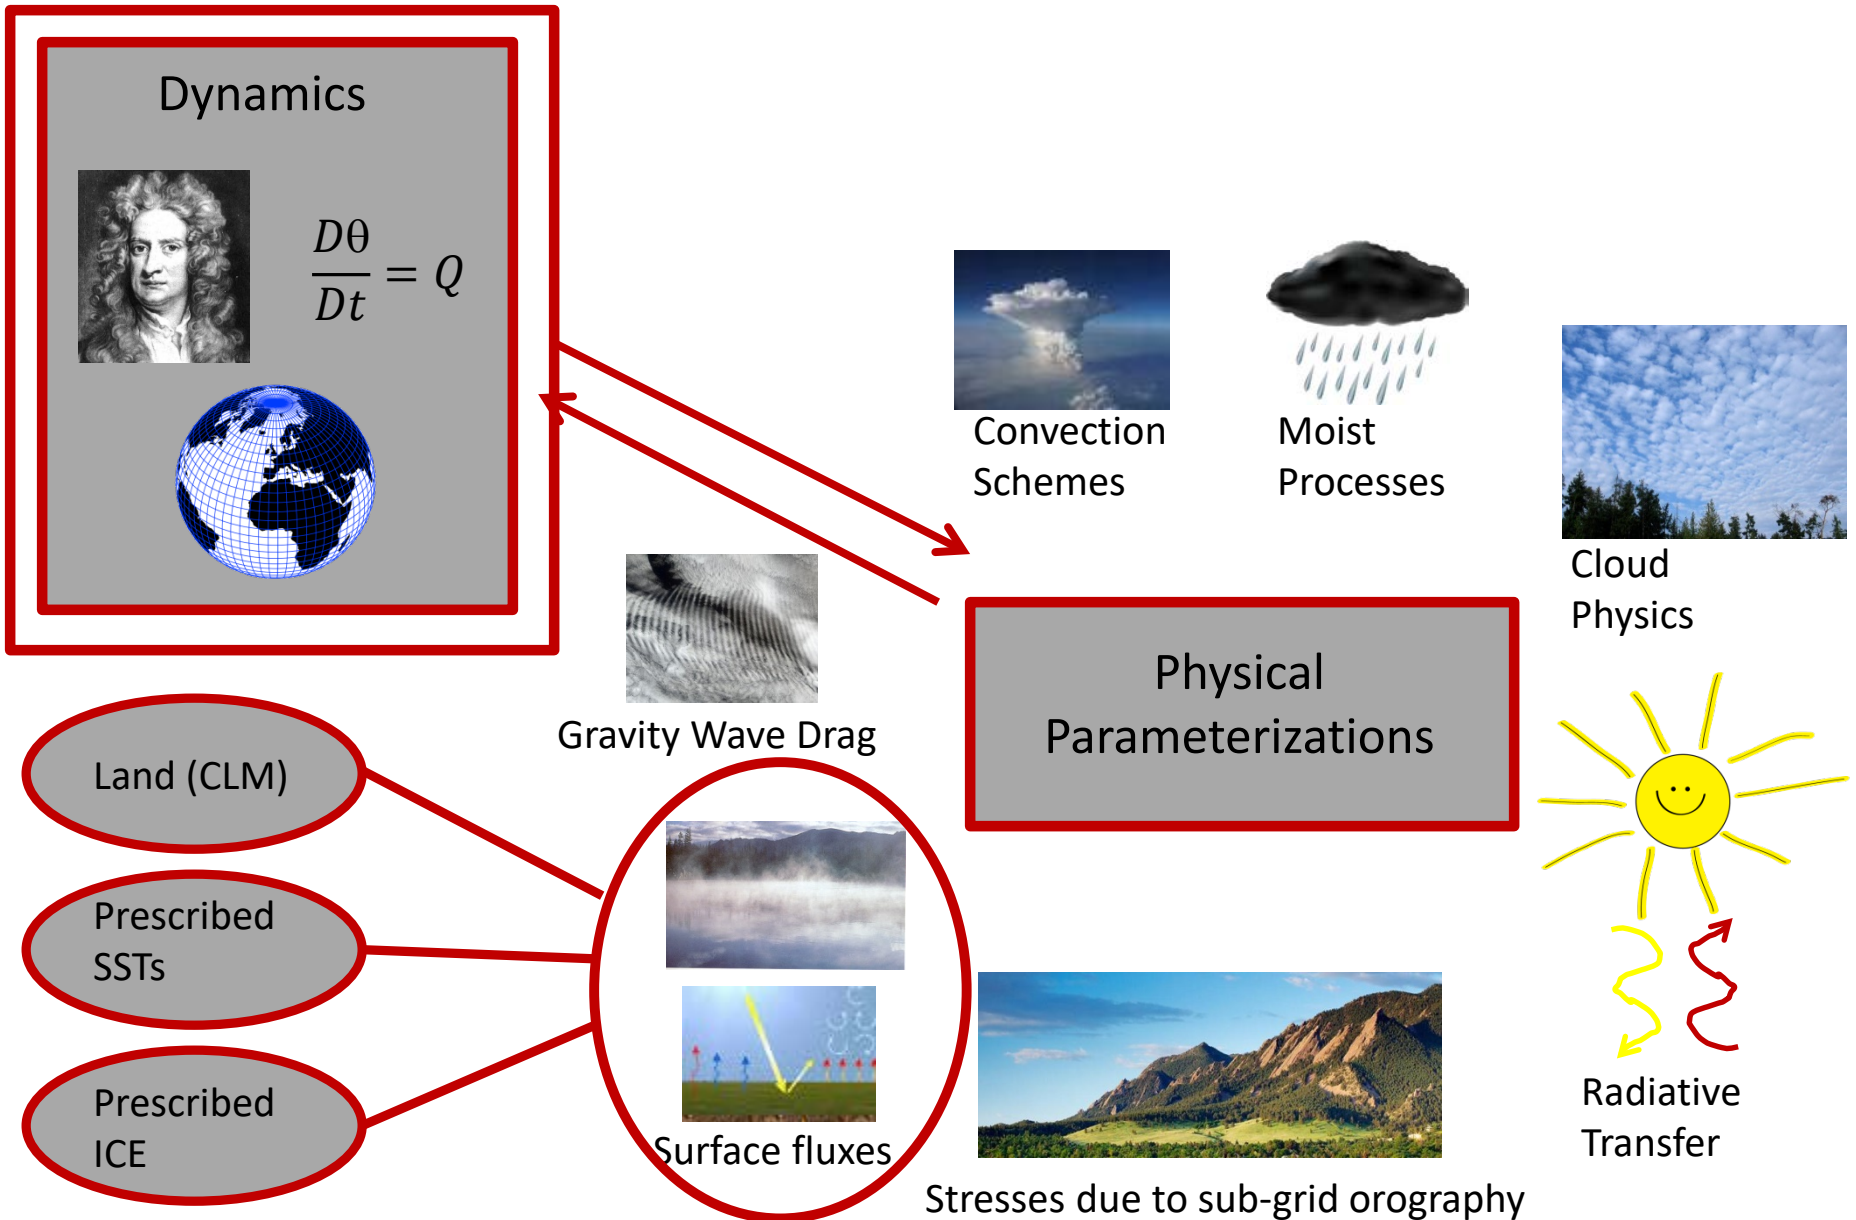 Dynamics
Dθ
Dt
= Q
Convection
Schemes
Moist
Processes
Cloud
Physics
Gravity Wave Drag
Physical
Parameterizations
Land (CLM)
Prescribed
SSTs
Prescribed
ICE
Surface fluxes
Stresses due to sub-grid orography
Radiative
Transfer